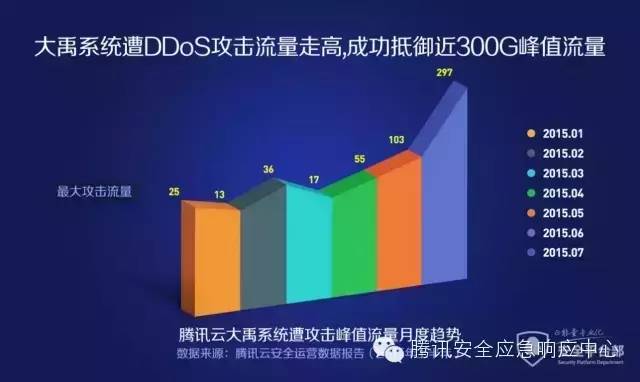 大禹系统遭DDoS攻击流量走高,成功抵御近300G峰值流量
297
103
55
36
17
25
13
最大攻击流量
2015.01
2015.02
2015.03
2015.04
2015.05
2015.06
2015.07
腾讯云大禹系统遭攻击峰值流量月度趋势
数据来源:腾讯云安全运营数据报告
腾讯安全应急响应中心
Security Platform Department